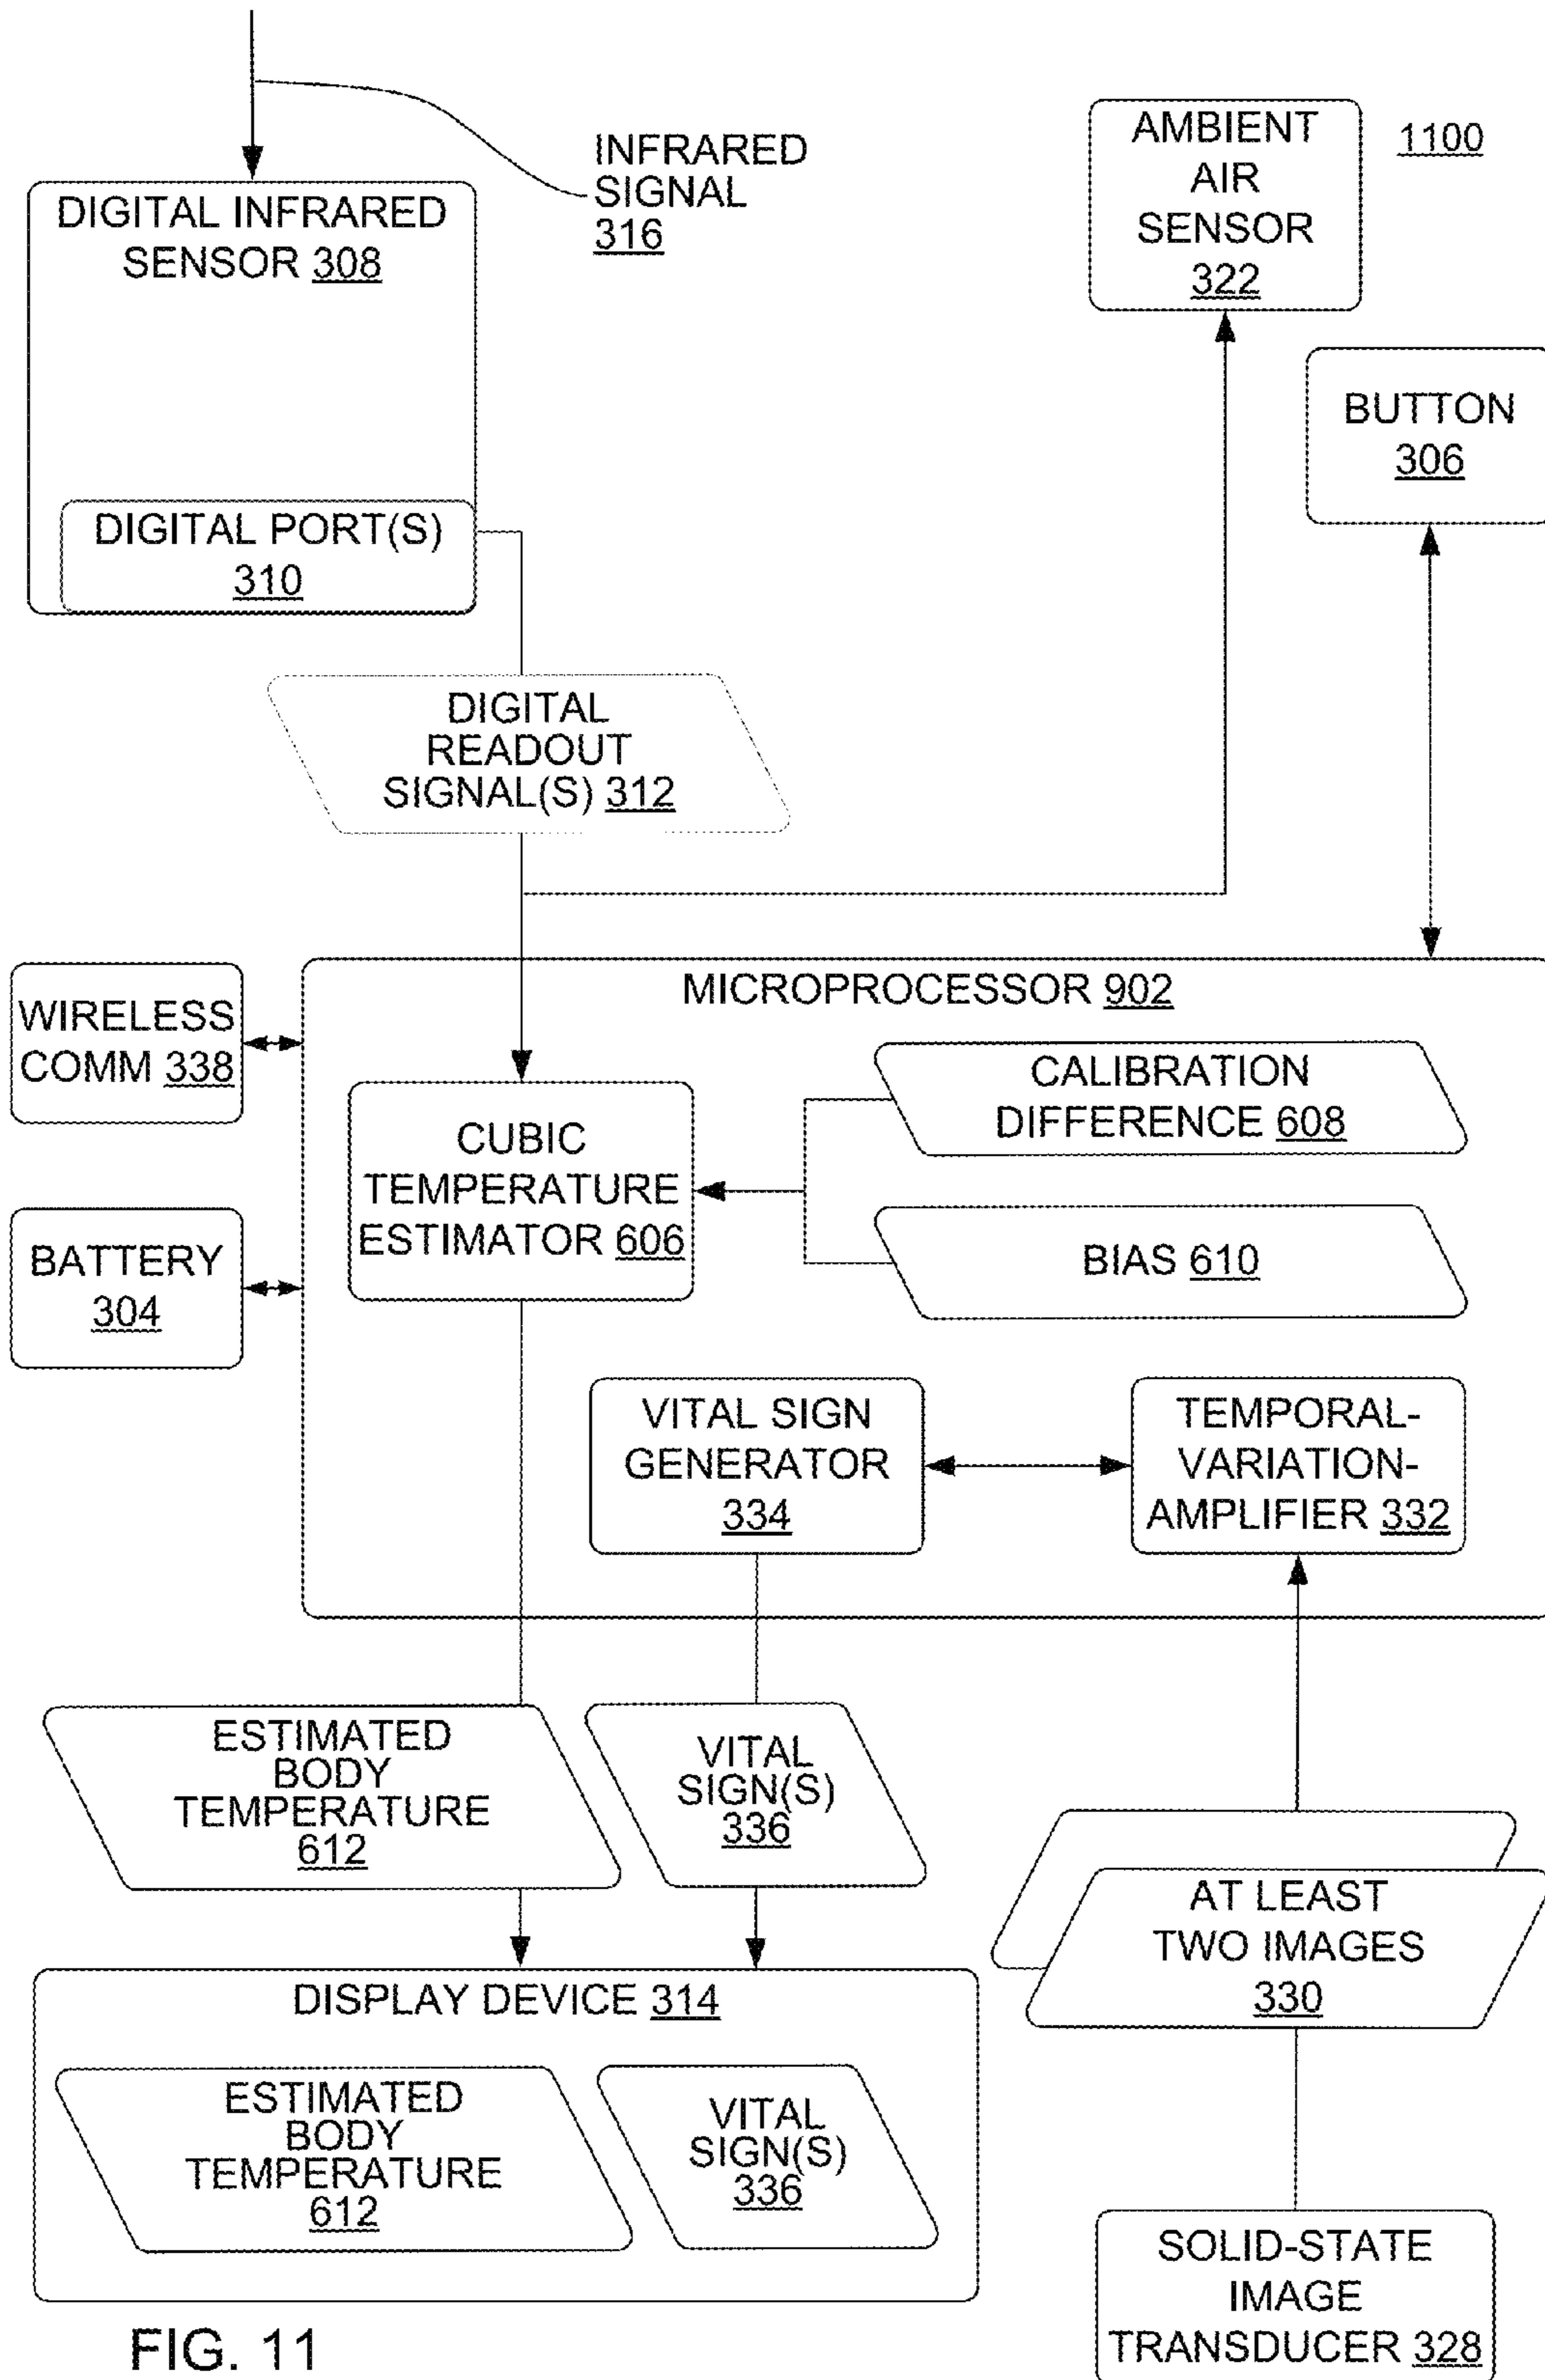 INFRARED
SIGNAL
316
AMBIENT
AIR
SENSOR
322
1100
DIGITAL INFRARED
SENSOR 308
BUTTON
306
DIGITAL PORT(S)
310
DIGITAL
READOUT
SIGNAL(S) 312
MICROPROCESSOR 902
WIRELESS
COMM 338
CALIBRATION
DIFFERENCE 608
CUBIC
TEMPERATURE
ESTIMATOR 606
BIAS 610
BATTERY
304
VITAL SIGN
GENERATOR
334
TEMPORAL-
VARIATION-
AMPLIFIER 332
ESTIMATED
BODY
TEMPERATURE
612
VITAL
SIGN(S)
336
AT LEAST
TWO IMAGES
330
DISPLAY DEVICE 314
ESTIMATED
BODY
TEMPERATURE
612
VITAL
SIGN(S)
336
SOLID-STATE
IMAGE
TRANSDUCER 328
FIG. 11